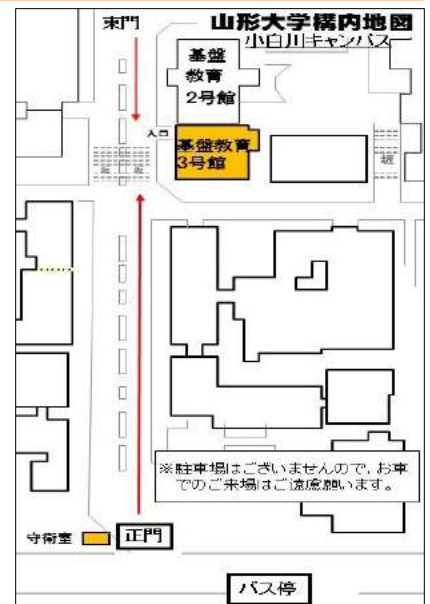 東門
山形大学構内地図
小白川キャンパス
基盤
教育
2号館
入口
基盤教育
3号館
坂
坂
坂
※駐車場はございませんので、お車
でのご来場はご遠慮願います。
守衛室
正門
バス停